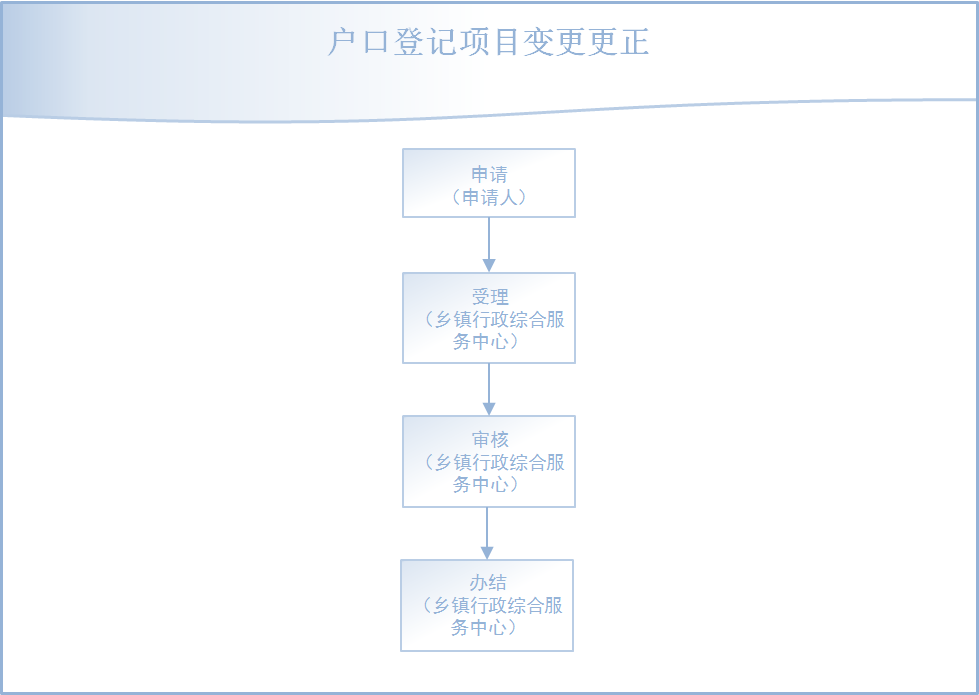 户口登记项目变更更正
申请
（申请人）
受理
（乡镇行政综合服
务中心）
审核
（乡镇行政综合服
务中心）
办结
（乡镇行政综合服
务中心）